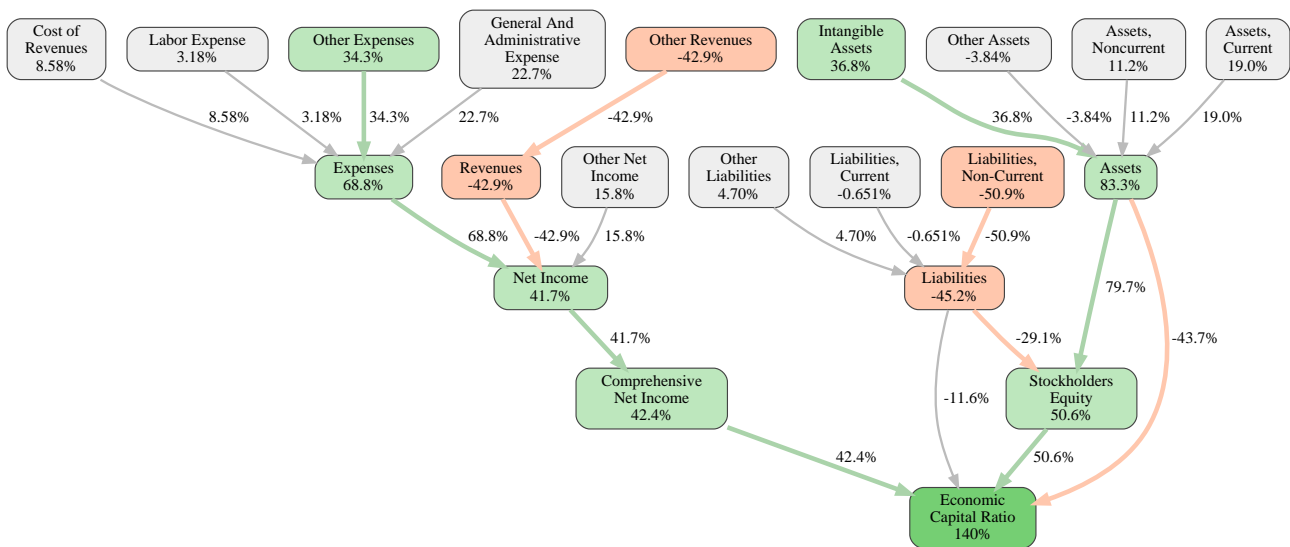 Cost of
Revenues
8.58%
Labor Expense
3.18%
Other Expenses
34.3%
General And
Administrative
Expense
22.7%
Other Revenues
-42.9%
Intangible
Assets
36.8%
Other Assets
-3.84%
Assets,
Noncurrent
11.2%
Assets,
Current
19.0%
8.58%
3.18%
34.3%
22.7%
-42.9%
36.8%
-3.84%
11.2%
19.0%
Expenses
68.8%
Revenues
-42.9%
Other Net
Income
15.8%
Other
Liabilities
4.70%
Liabilities,
Current
-0.651%
Liabilities,
Non-Current
-50.9%
Assets
83.3%
68.8%
-42.9%
15.8%
4.70%
-0.651%
-50.9%
Net Income
41.7%
Liabilities
-45.2%
79.7%
41.7%
-29.1%
-43.7%
Comprehensive
Net Income
42.4%
-11.6%
Stockholders
Equity
50.6%
42.4%
50.6%
Economic
Capital Ratio
140%